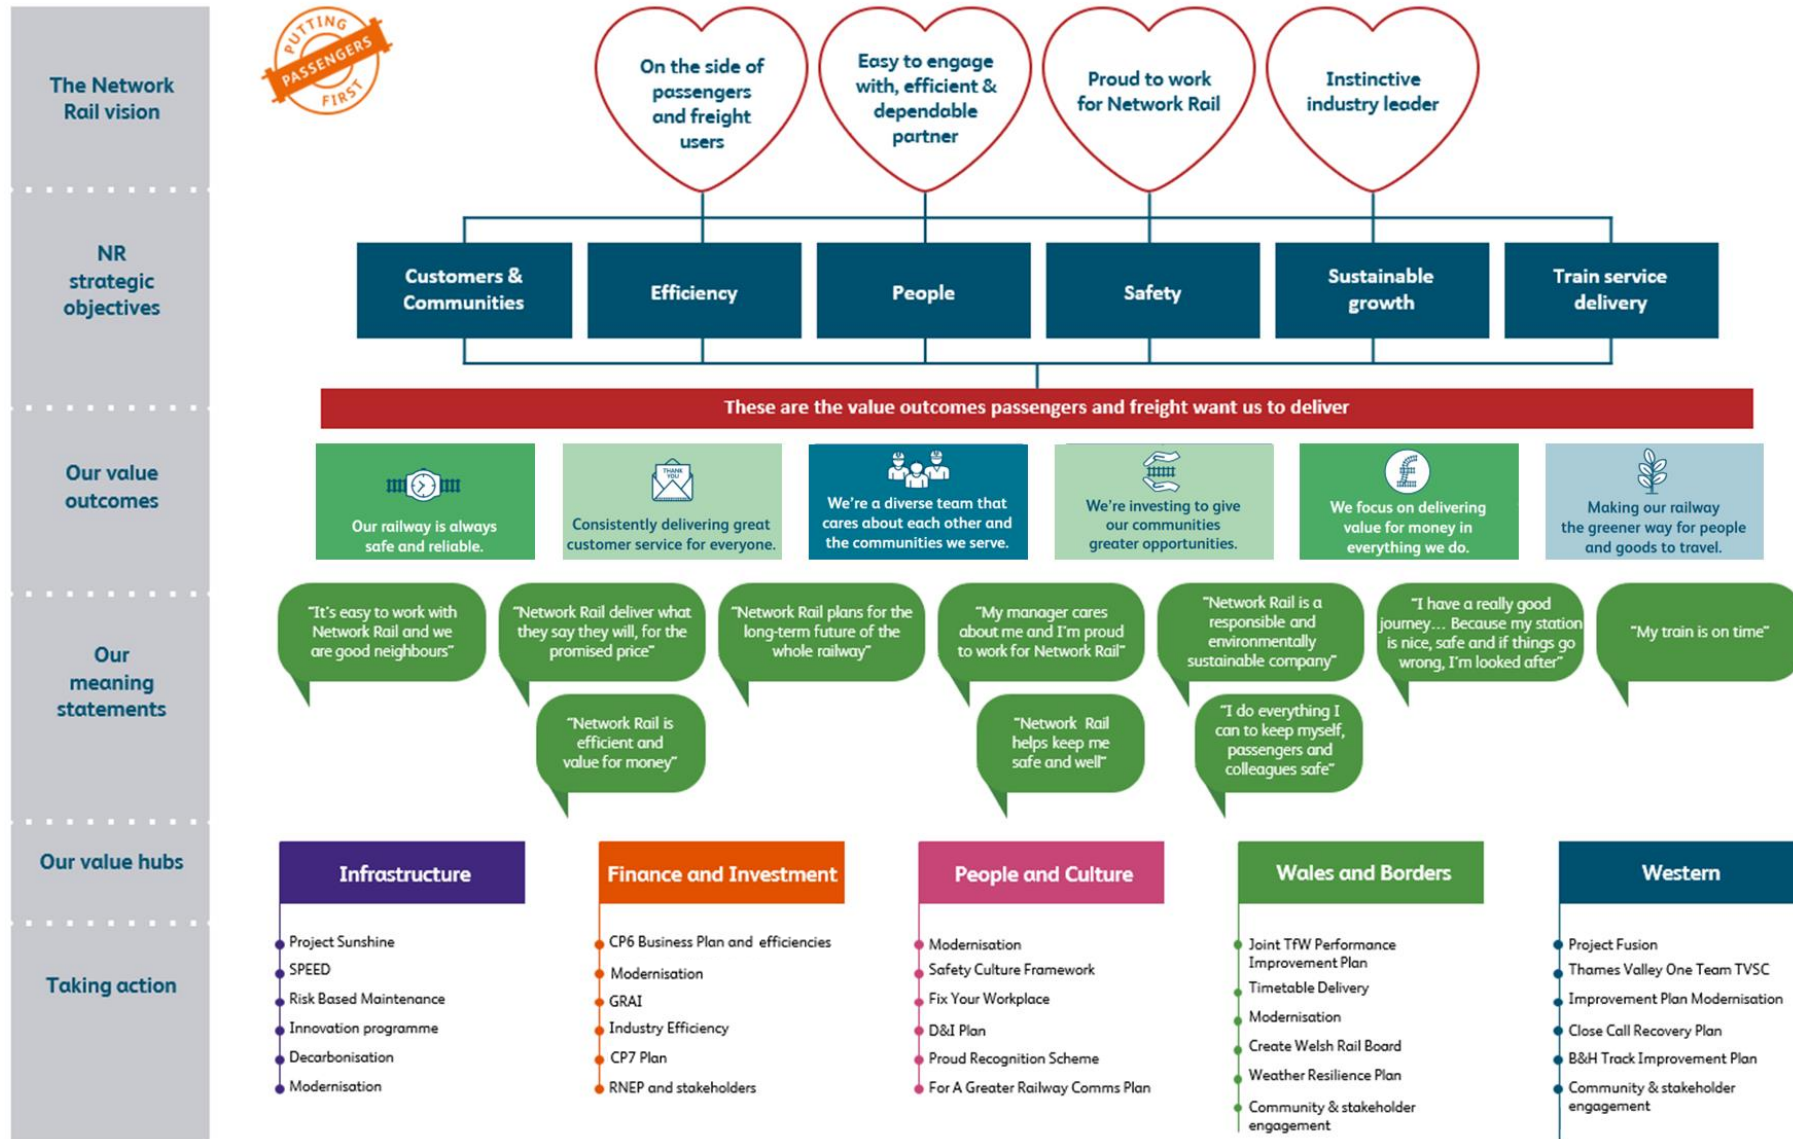 The Network
Rail vision
PUTTING
PASSENGERS
FIRST
On the side of
passengers
and freight
users
Easy to engage
with, efficient &
dependable
partner
Proud to work
for Network Rail
Instinctive
industry leader
NR
strategic
objectives
Customers &
Communities
Efficiency
People
Safety
Sustainable
growth
Train service
delivery
These are the value outcomes passengers and freight want us to deliver
Our value
outcomes
Our railway is always
safe and reliable.
THANK
YOU
Consistently delivering great
customer service for everyone.
We're a diverse team that
cares about each other and
the communities we serve.
We're investing to give
our communities
greater opportunities.
£
We focus on delivering
value for money in
everything we do.
Making our railway
the greener way for people
and goods to travel.
Our
meaning
statements
"It's easy to work with
Network Rail and we
are good neighbours"
"Network Rail deliver what
they say they will, for the
promised price"
"Network Rail plans for the
long-term future of the
whole railway"
"My manager cares
about me and I'm proud
to work for Network Rail"
"Network Rail is a
responsible and
environmentally
sustainable company"
"I have a really good
journey... Because my station
is nice, safe and if things go
wrong, I'm looked after"
"My train is on time"
"Network Rail is
efficient and
value for money"
"Network Rail
helps keep me
safe and well"
"I do everything I
can to keep myself,
passengers and
colleagues safe"
Our value hubs
Infrastructure
Finance and Investment
People and Culture
Wales and Borders
Western
Taking action
Project Sunshine
SPEED
Risk Based Maintenance
Innovation programme
Decarbonisation
Modernisation
CP6 Business Plan and efficiencies
Modernisation
GRAI
Industry Efficiency
CP7 Plan
RNEP and stakeholders
Modernisation
Safety Culture Framework
Fix Your Workplace
D&I Plan
Proud Recognition Scheme
For A Greater Railway Comms Plan
Joint TfW Performance
Improvement Plan
Timetable Delivery
Modernisation
Create Welsh Rail Board
Weather Resilience Plan
Community & stakeholder
engagement
Project Fusion
Thames Valley One Team TVSC
Improvement Plan Modernisation
Close Call Recovery Plan
B&H Track Improvement Plan
Community & stakeholder
engagement